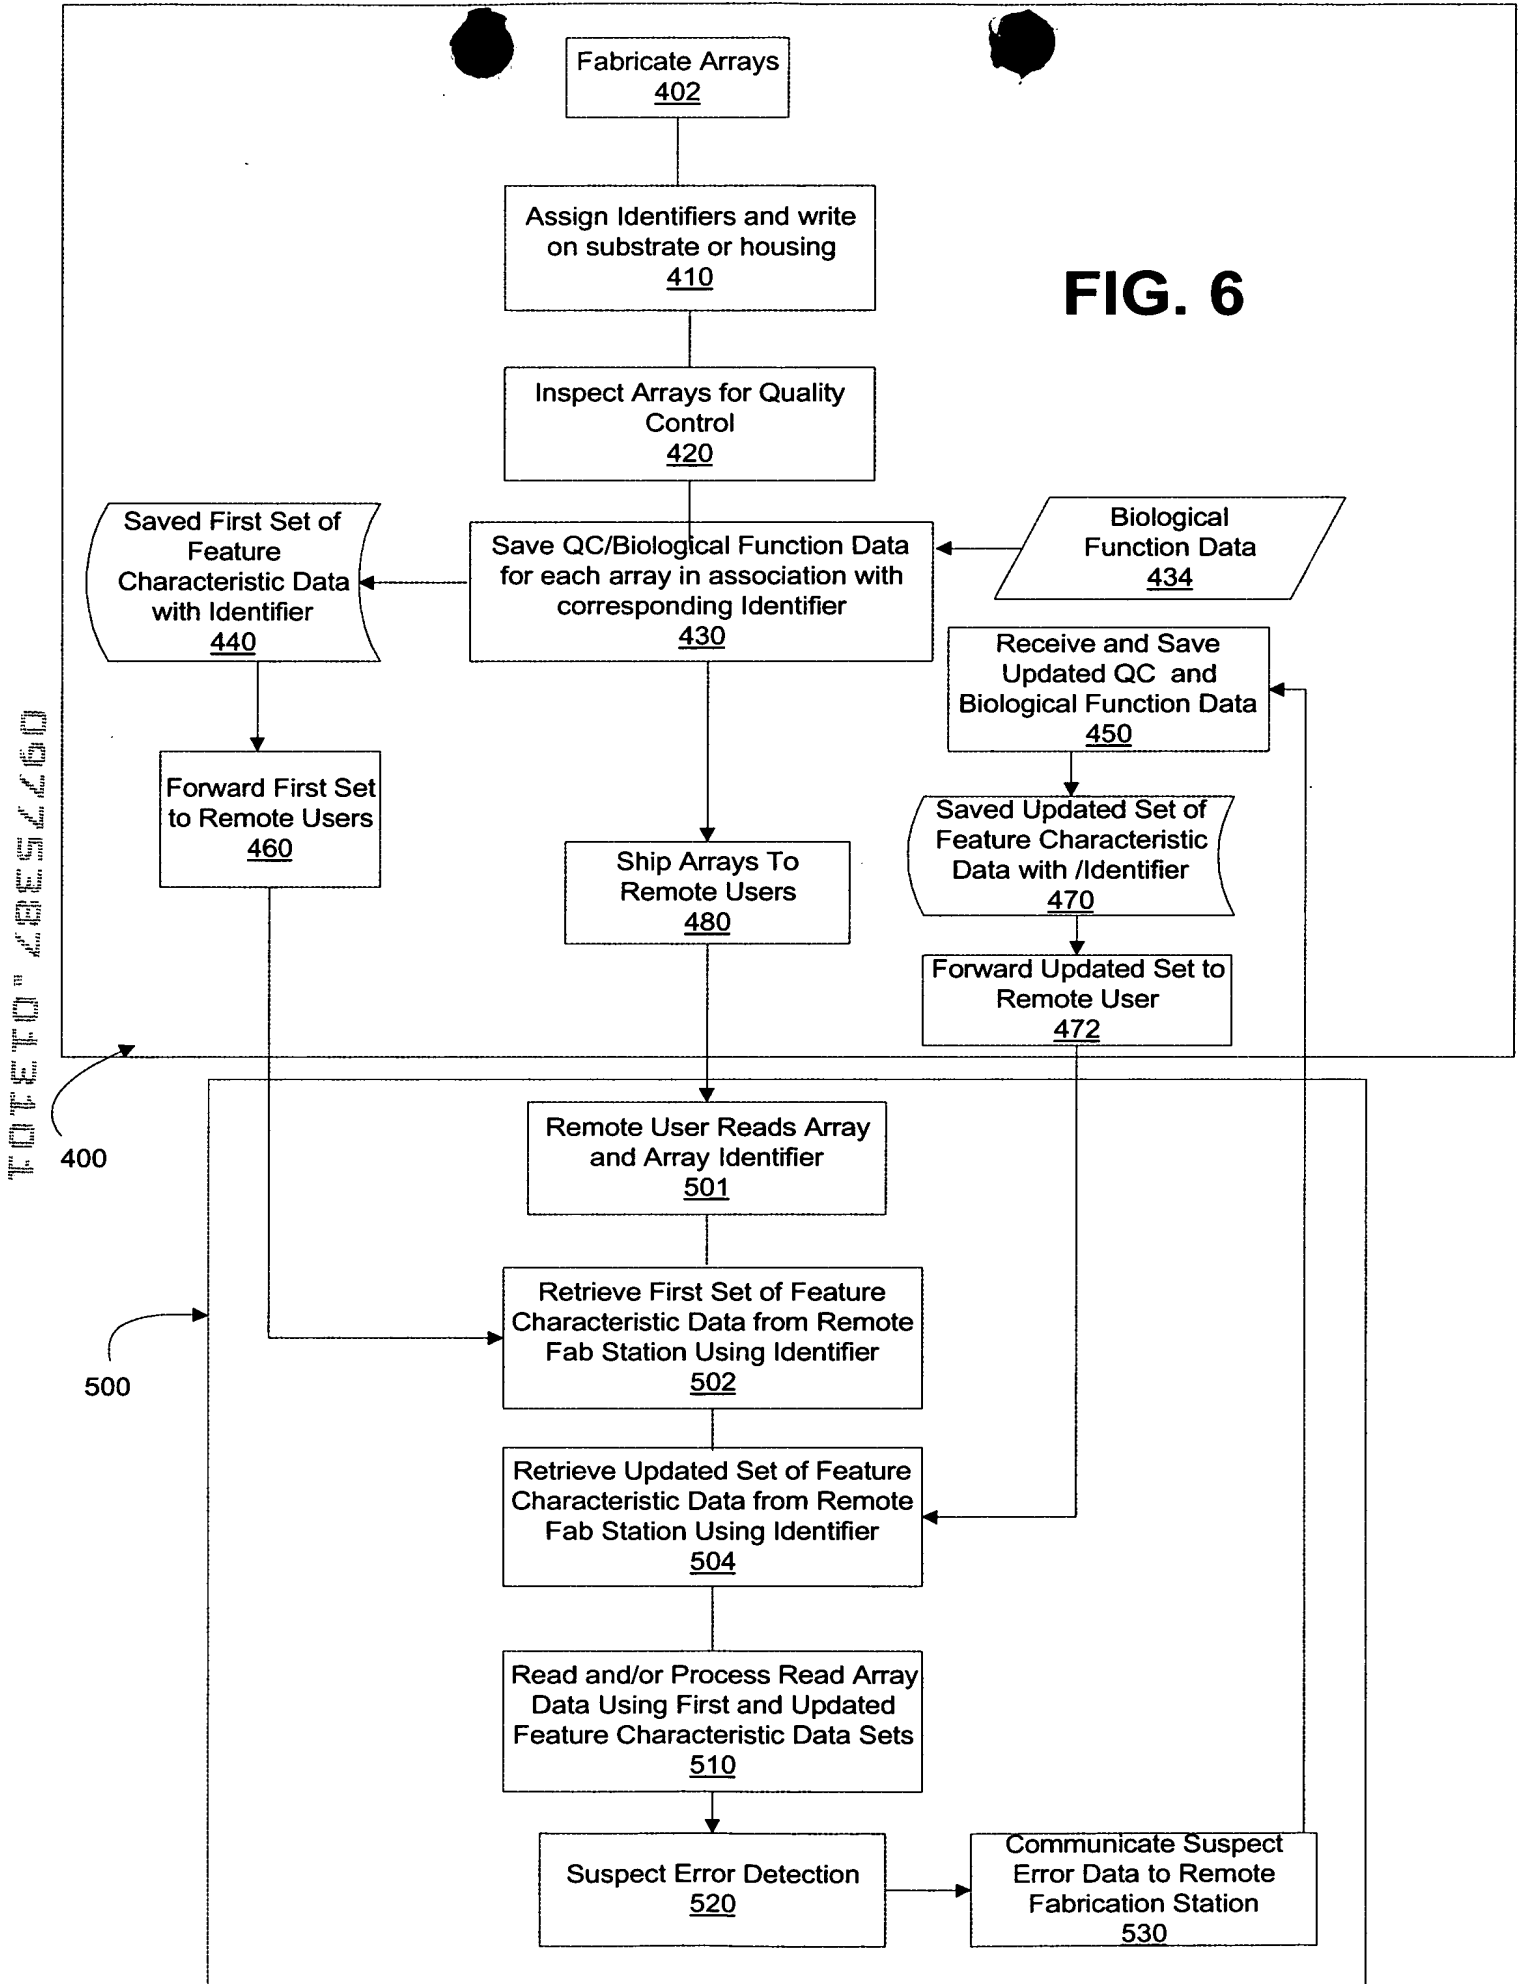 Fabricate Arrays
402
Assign Identifiers and write
on substrate or housing
410
FIG. 6
Inspect Arrays for Quality
Control
420
Saved First Set of
Feature
Characteristic Data
with Identifier
440
Save QC/Biological Function Data
for each array in association with
corresponding Identifier
430
Biological
Function Data
434
Receive and Save
Updated QC and
Biological Function Data
450
Forward First Set
to Remote Users
460
Ship Arrays To
Remote Users
480
Saved Updated Set of
Feature Characteristic
Data with /Identifier
470
Forward Updated Set to
Remote User
472
400
Remote User Reads Array
and Array Identifier
501
Retrieve First Set of Feature
Characteristic Data from Remote
Fab Station Using Identifier
502
500
Retrieve Updated Set of Feature
Characteristic Data from Remote
Fab Station Using Identifier
504
Read and/or Process Read Array
Data Using First and Updated
Feature Characteristic Data Sets
510
Suspect Error Detection
520
Communicate Suspect
Error Data to Remote
Fabrication Station
530